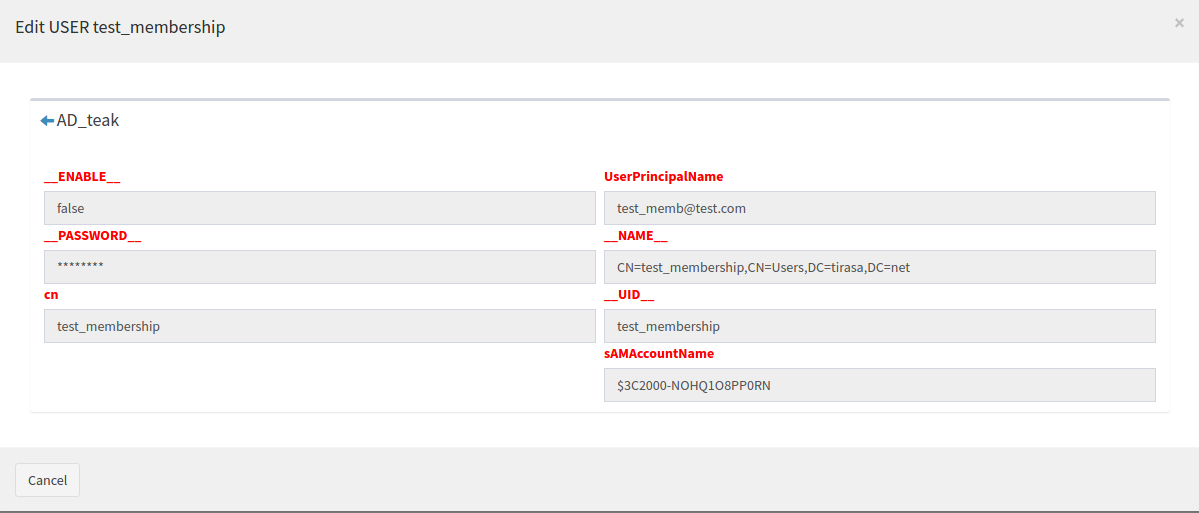 Edit USER test_membership
×
AD_teak
__ENABLE__
false
UserPrincipalName
test_memb@test.com
__PASSWORD__
********
__NAME__
CN=test_membership,CN=Users,DC=tirasa,DC=net
cn
test_membership
__UID__
test_membership
sAMAccountName
$3C2000-NOHQ1O8PP0RN
Cancel